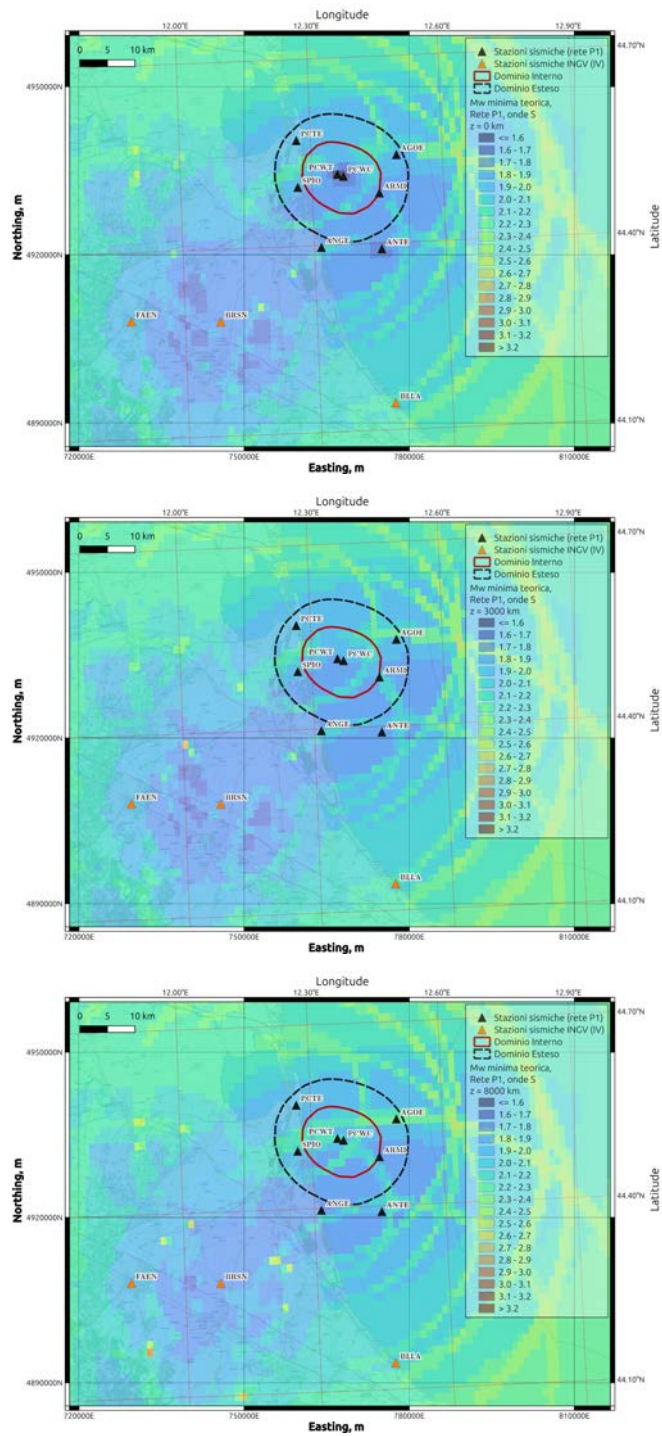 Longitude
12.00°E 12.30°E 12.60°E 12.90°E
0 5 10 km
Stazioni sismiche (rete P1)
Stazioni sismiche INGV (IV)
Dominio Interno
Dominio Esteso
Mw minima teorica,
Rete P1, onde S
z = 0 km
<= 1.6
1.6 - 1.7
1.7 - 1.8
1.8 - 1.9
1.9 - 2.0
2.0 - 2.1
2.1 - 2.2
2.2 - 2.3
2.3 - 2.4
2.4 - 2.5
2.5 - 2.6
2.6 - 2.7
2.7 - 2.8
2.8 - 2.9
2.9 - 3.0
3.0 - 3.1
3.1 - 3.2
> 3.2
44.70°N
44.40°N
44.10°N
Latitude
Northing, m
4950000N
4920000N
4890000N
PCTE
AGOE
PCWT PCWC
SPIO
ARMI
ANGE ANTE
FAEN BRSN
BLLA
720000E 750000E 780000E 810000E
Easting, m
Longitude
12.00°E 12.30°E 12.60°E 12.90°E
0 5 10 km
Stazioni sismiche (rete P1)
Stazioni sismiche INGV (IV)
Dominio Interno
Dominio Esteso
Mw minima teorica,
Rete P1, onde S
z = 3000 km
<= 1.6
1.6 - 1.7
1.7 - 1.8
1.8 - 1.9
1.9 - 2.0
2.0 - 2.1
2.1 - 2.2
2.2 - 2.3
2.3 - 2.4
2.4 - 2.5
2.5 - 2.6
2.6 - 2.7
2.7 - 2.8
2.8 - 2.9
2.9 - 3.0
3.0 - 3.1
3.1 - 3.2
> 3.2
44.70°N
44.40°N
44.10°N
Latitude
Northing, m
4950000N
4920000N
4890000N
PCTE
AGOE
PCWT PCWC
SPIO
ARMI
ANGE ANTE
FAEN BRSN
BLLA
720000E 750000E 780000E 810000E
Easting, m
Longitude
12.00°E 12.30°E 12.60°E 12.90°E
0 5 10 km
Stazioni sismiche (rete P1)
Stazioni sismiche INGV (IV)
Dominio Interno
Dominio Esteso
Mw minima teorica,
Rete P1, onde S
z = 8000 km
<= 1.6
1.6 - 1.7
1.7 - 1.8
1.8 - 1.9
1.9 - 2.0
2.0 - 2.1
2.1 - 2.2
2.2 - 2.3
2.3 - 2.4
2.4 - 2.5
2.5 - 2.6
2.6 - 2.7
2.7 - 2.8
2.8 - 2.9
2.9 - 3.0
3.0 - 3.1
3.1 - 3.2
> 3.2
44.70°N
44.40°N
44.10°N
Latitude
Northing, m
4950000N
4920000N
4890000N
PCTE
AGOE
PCWT PCWC
SPIO
ARMI
ANGE ANTE
FAEN BRSN
BLLA
720000E 750000E 780000E 810000E
Easting, m